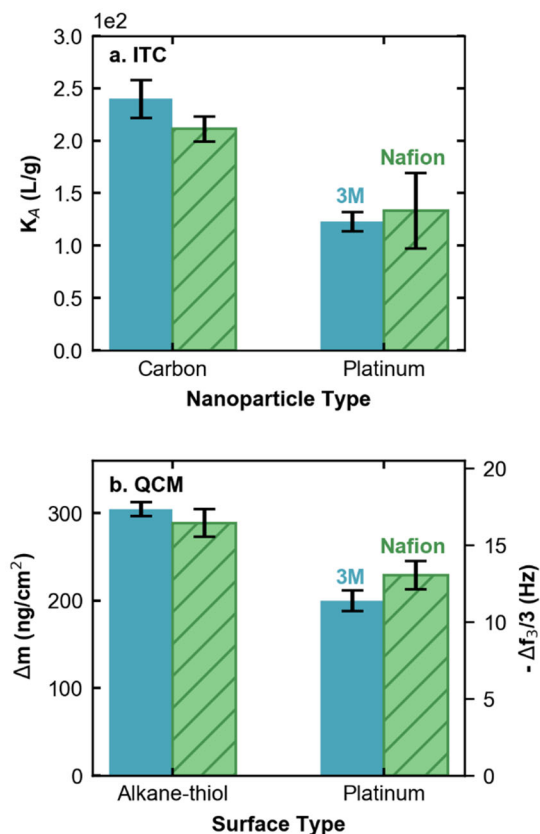 1e2
3.0
a. ITC
2.5
2.0
Nafion
1.5
3M
1.0
0.5
0.0
K_A (L/g)
Carbon
Platinum
Nanoparticle Type
b. QCM
20
300
15
Nafion
3M
200
10
100
5
0
0
Δm (ng/cm²)
- Δf₃/3 (Hz)
Alkane-thiol
Platinum
Surface Type